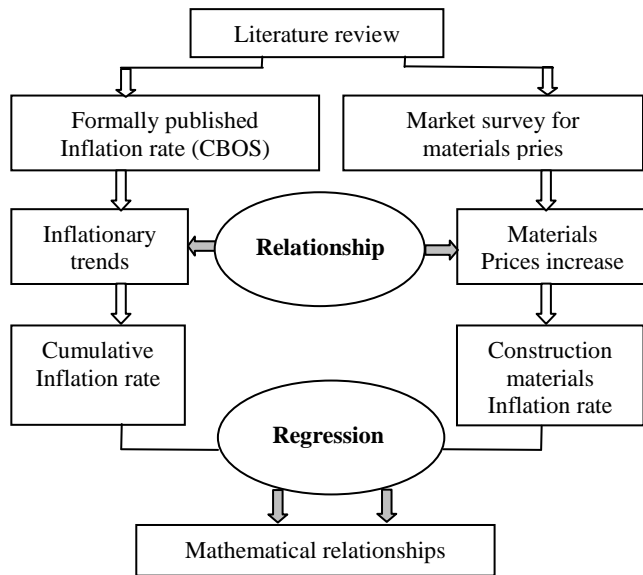 Literature review
Formally published
Inflation rate (CBOS)
Market survey for
materials pries
Inflationary
trends
Relationship
Materials
Prices increase
Cumulative
Inflation rate
Construction
materials
Inflation rate
Regression
Mathematical relationships